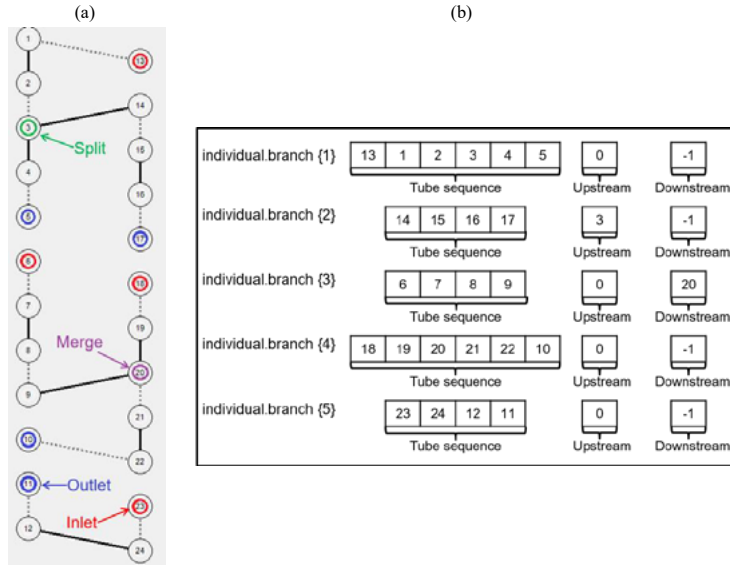 (a)
(b)
1
13
2
14
3
Split
15
4
16
5
17
6
18
7
19
8
Merge
20
9
21
10
22
11
Outlet
23
Inlet
12
24
individual.branch {1}
13 1 2 3 4 5
0
-1
Tube sequence
Upstream
Downstream
individual.branch {2}
14 15 16 17
3
-1
Tube sequence
Upstream
Downstream
individual.branch {3}
6 7 8 9
0
20
Tube sequence
Upstream
Downstream
individual.branch {4}
18 19 20 21 22 10
0
-1
Tube sequence
Upstream
Downstream
individual.branch {5}
23 24 12 11
0
-1
Tube sequence
Upstream
Downstream